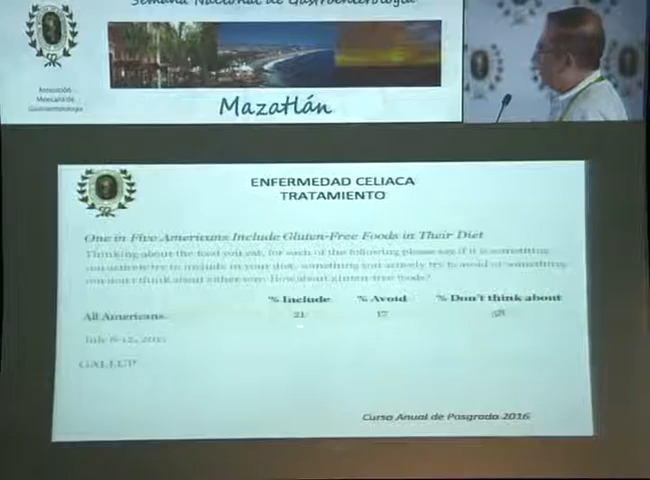 Semana Nacional de Gastroenterología
Asociación
Mexicana de
Gastroenterología
Mazatlán
ENFERMEDAD CELIACA
TRATAMIENTO
One in Five Americans Include Gluten-Free Foods in Their Diet
Thinking about the food you eat, for each of the following please say if it is something
you actively try to include in your diet, something you actively try to avoid or something
you don't think about either way. How about gluten-free foods?
% Include % Avoid % Don't think about
All Americans 21 17 58
July 8-12, 2015
GALLUP
Curso Anual de Posgrado 2016